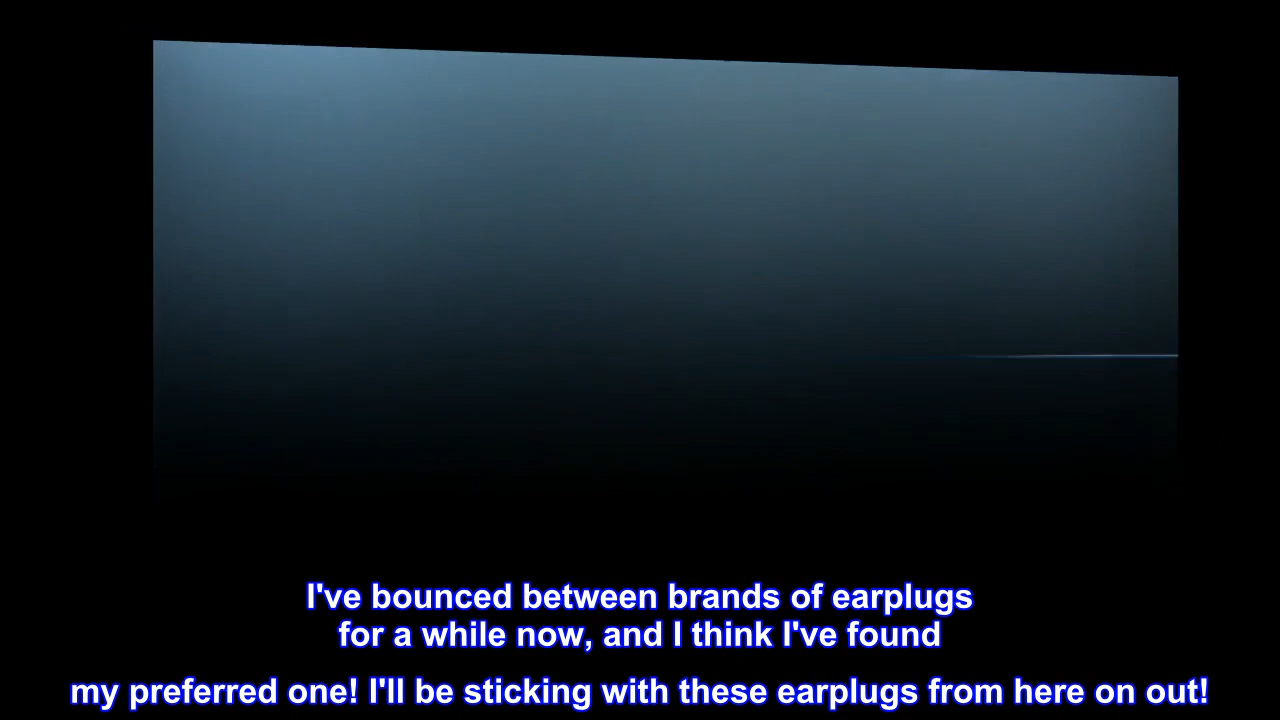 I've bounced between brands of earplugs
for a while now, and I think I've found
my preferred one! I'll be sticking with these earplugs from here on out!